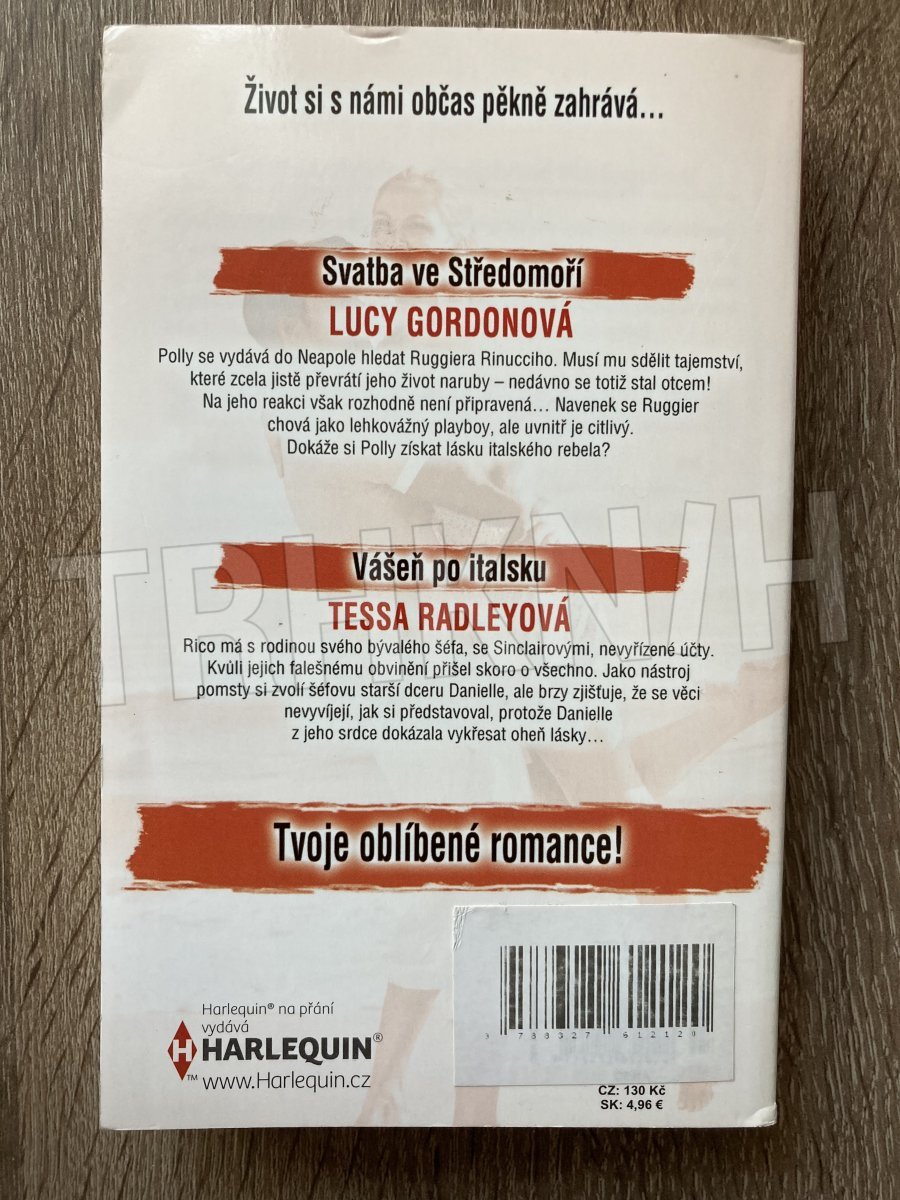 Život si s námi občas pěkně zahrává...
Svatba ve Středomoří
LUCY GORDONOVÁ
Polly se vydává do Neapole hledat Ruggiera Rinucciho. Musí mu sdělit tajemství,
které zcela jistě převrátí jeho život naruby – nedávno se totiž stal otcem!
Na jeho reakci však rozhodně není připravená... Navenek se Ruggier
chová jako lehkovážný playboy, ale uvnitř je citlivý.
Dokáže si Polly získat lásku italského rebela?
TRHKN/H
Vášeň po italsku
TESSA RADLEYOVÁ
Rico má s rodinou svého bývalého šéfa, se Sinclairovými, nevyřízené účty.
Kvůli jejich falešnému obvinění přišel skoro o všechno. Jako nástroj
pomsty si zvolí šéfovu starší dceru Danielle, ale brzy zjišťuje, že se věci
nevyvíjejí, jak si představoval, protože Danielle
z jeho srdce dokázala vykřesat oheň lásky...
Tvoje oblíbené romance!
Harlequin® na přání
vydává
H HARLEQUIN®
™ www.Harlequin.cz
CZ: 130 Kč
SK: 4,96 €